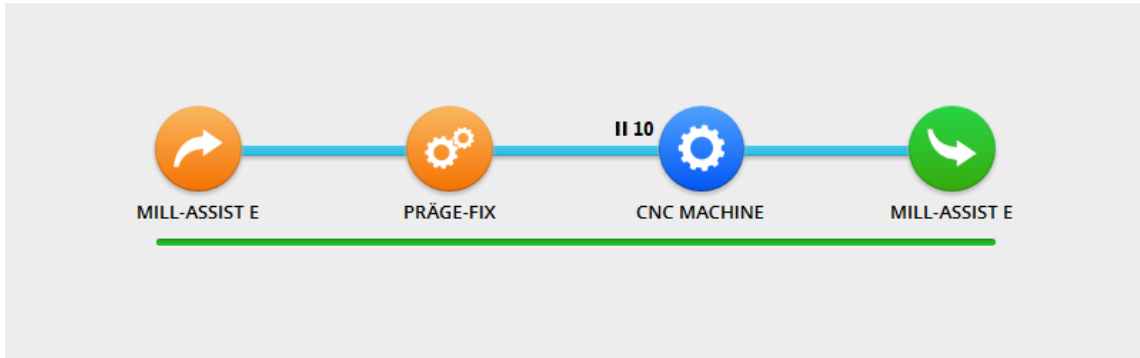 II 10
MILL-ASSIST E
PRÄGE-FIX
CNC MACHINE
MILL-ASSIST E